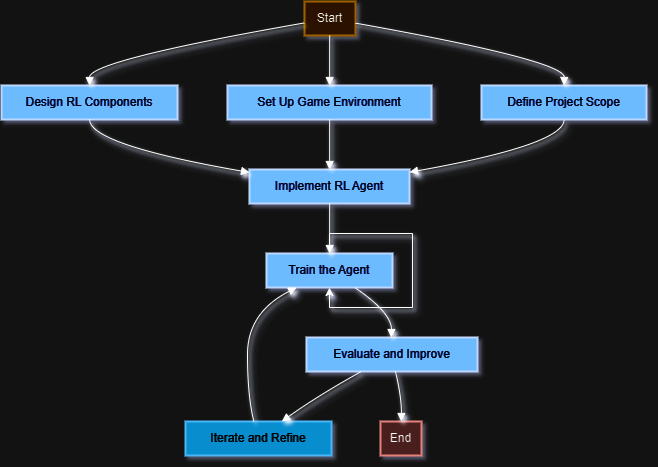 Start
Design RL Components
Set Up Game Environment
Define Project Scope
Implement RL Agent
Train the Agent
Evaluate and Improve
Iterate and Refine
End